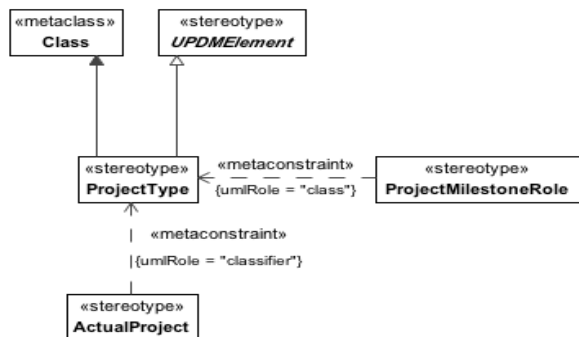 «metaclass»
Class
«stereotype»
UPDMElement
«stereotype»
ProjectType
«metaconstraint»
{umlRole = "class"}
«stereotype»
ProjectMilestoneRole
«metaconstraint»
{umlRole = "classifier"}
«stereotype»
ActualProject